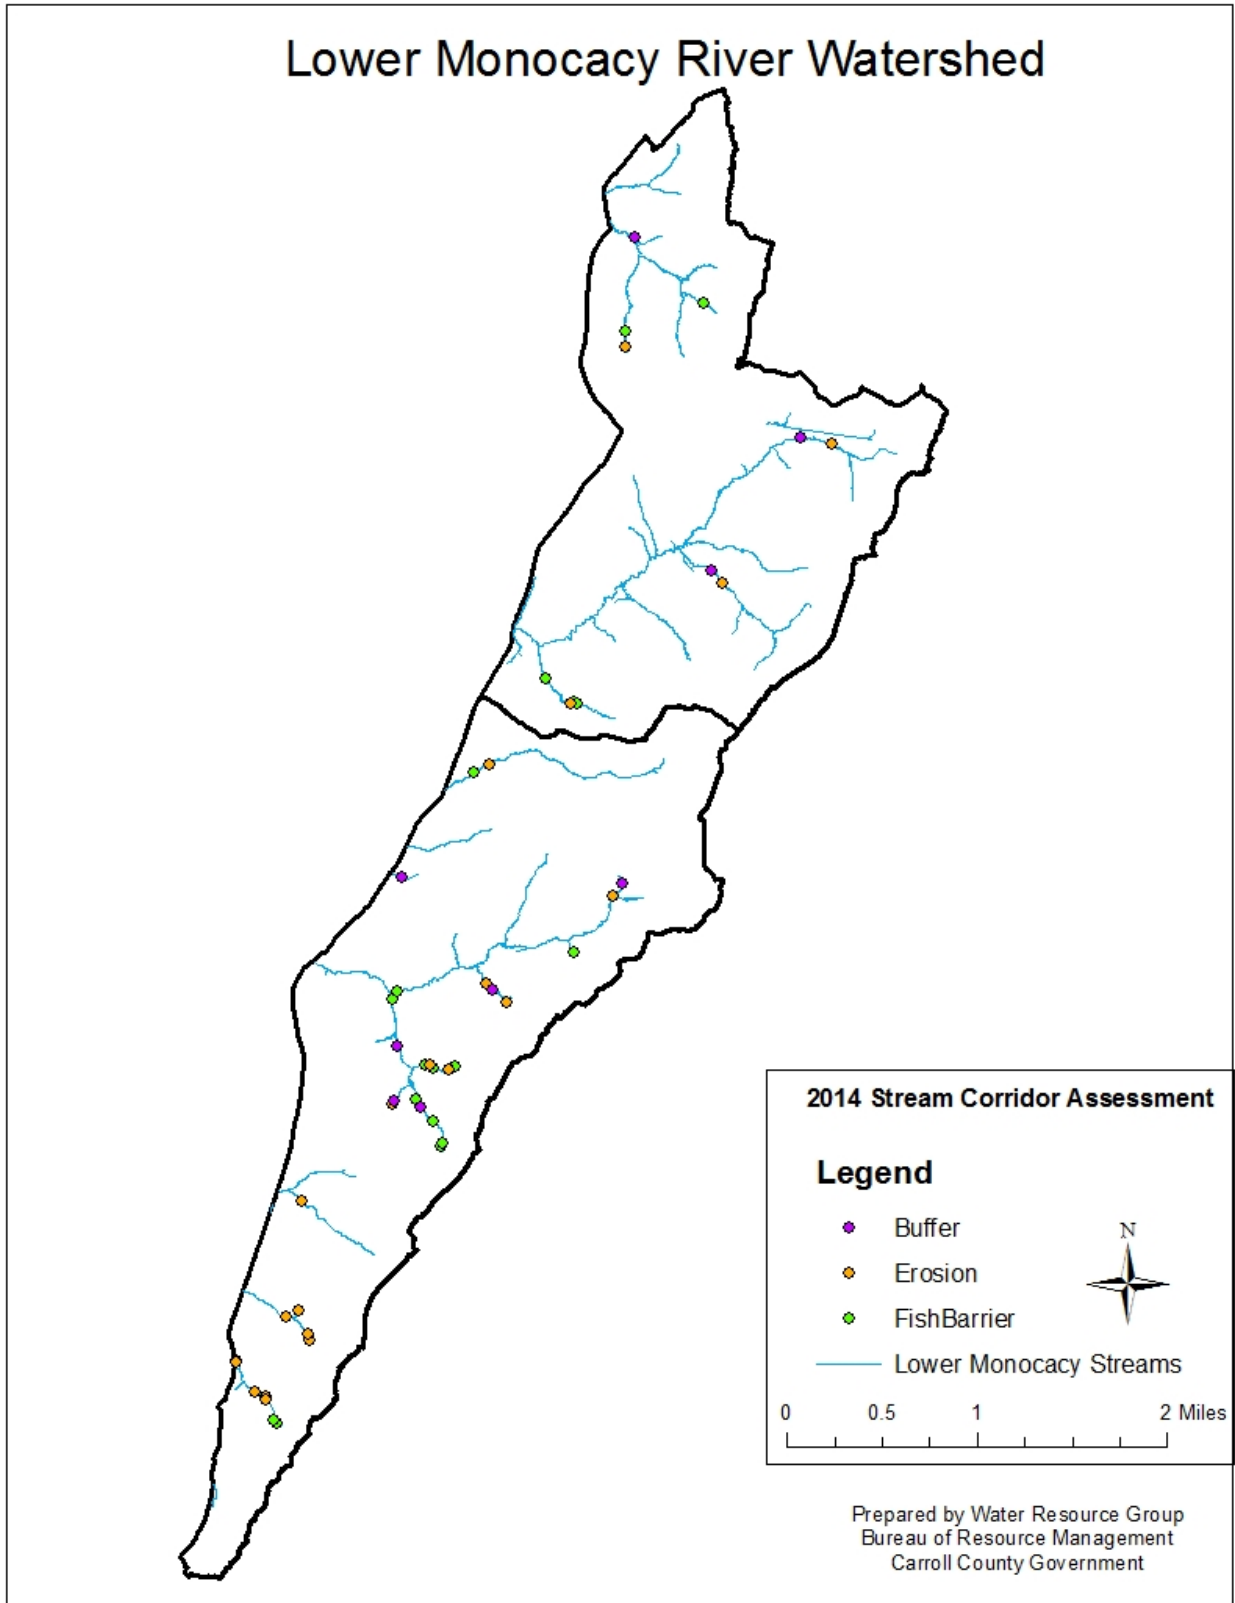 Lower Monocacy River Watershed
2014 Stream Corridor Assessment
Legend
Buffer
Erosion
FishBarrier
Lower Monocacy Streams
N
0 0.5 1 2 Miles
Prepared by Water Resource Group
Bureau of Resource Management
Carroll County Government